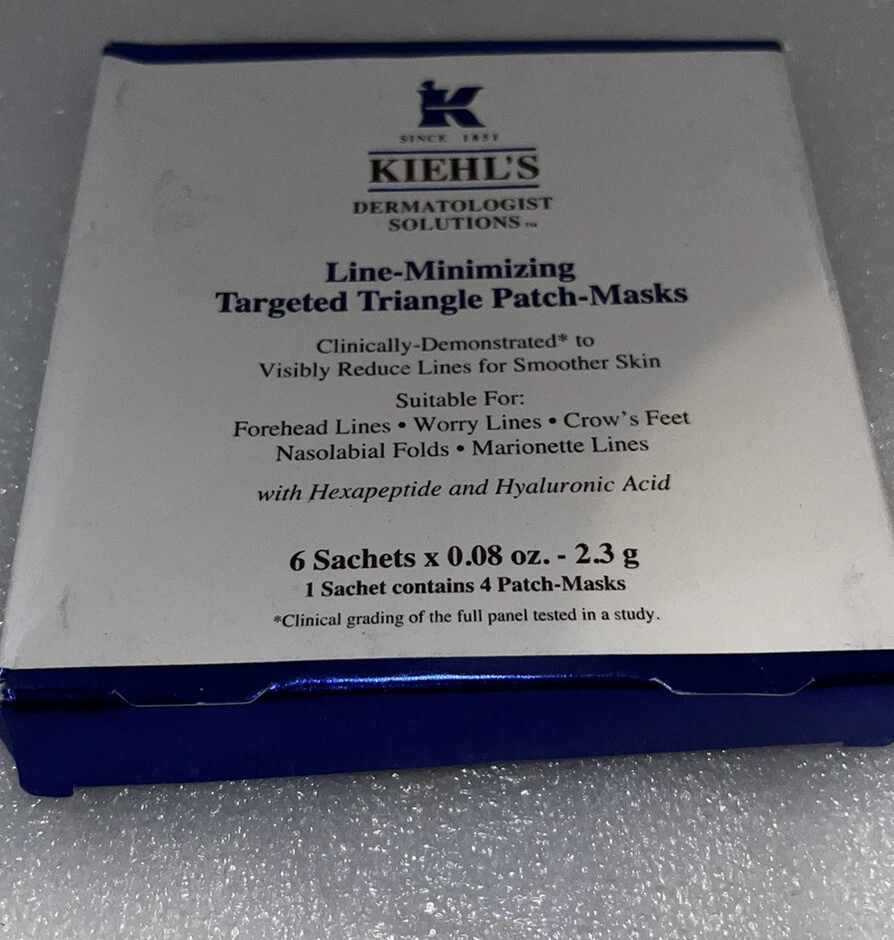 K
SINCE 1851
KIEHL'S
DERMATOLOGIST
SOLUTIONS™
Line-Minimizing
Targeted Triangle Patch-Masks
Clinically-Demonstrated* to
Visibly Reduce Lines for Smoother Skin
Suitable For:
Forehead Lines • Worry Lines • Crow's Feet
Nasolabial Folds • Marionette Lines
with Hexapeptide and Hyaluronic Acid
6 Sachets x 0.08 oz. - 2.3 g
1 Sachet contains 4 Patch-Masks
*Clinical grading of the full panel tested in a study.